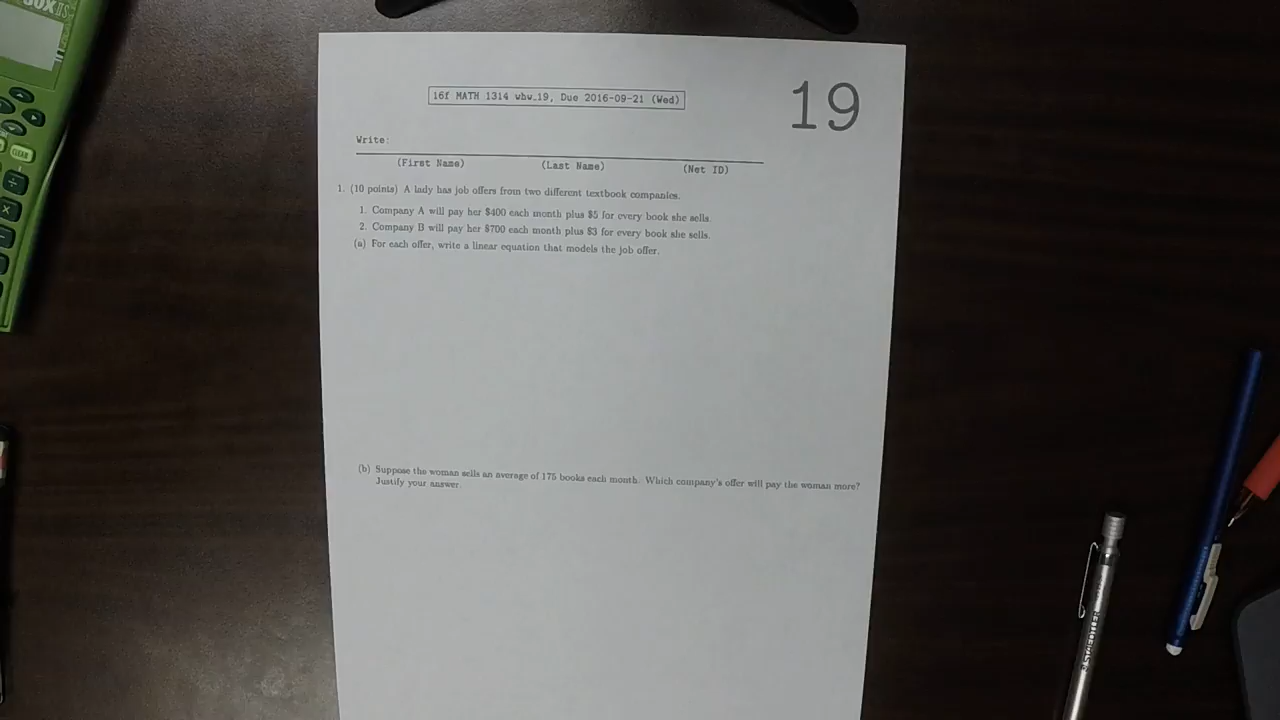 16f MATH 1314 wbw_19, Due 2016-09-21 (Wed)
19
Write:
(First Name) (Last Name) (Net ID)
1. (10 points) A lady has job offers from two different textbook companies.
1. Company A will pay her $400 each month plus $5 for every book she sells.
2. Company B will pay her $700 each month plus $3 for every book she sells.
(a) For each offer, write a linear equation that models the job offer.
(b) Suppose the woman sells an average of 175 books each month. Which company's offer will pay the woman more?
Justify your answer.
CLEAR
STAEDTLER